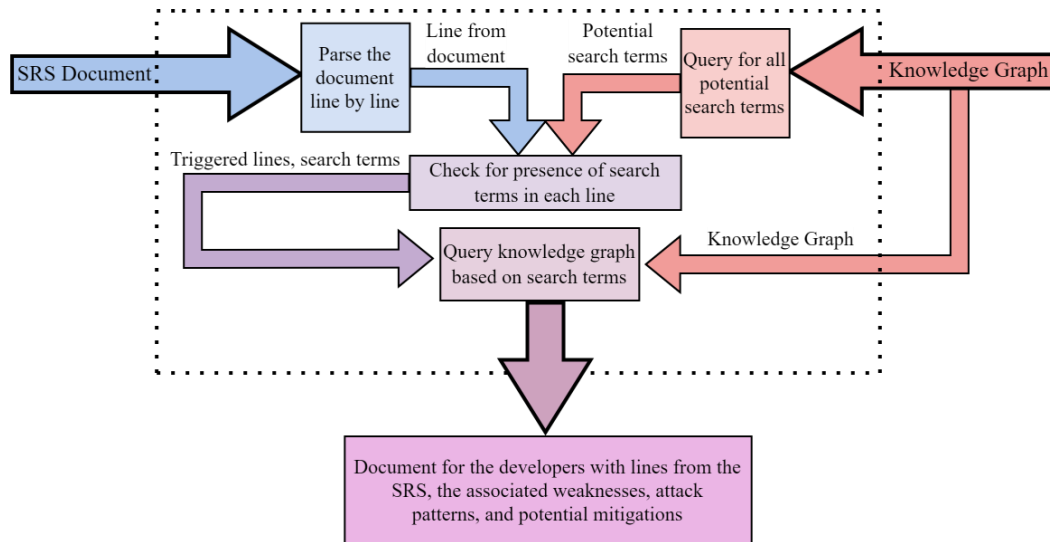 SRS Document
Parse the
document
line by line
Line from
document
Potential
search terms
Query for all
potential
search terms
Knowledge Graph
Triggered lines, search terms
Check for presence of search
terms in each line
Query knowledge graph
based on search terms
Knowledge Graph
Document for the developers with lines from the
SRS, the associated weaknesses, attack
patterns, and potential mitigations